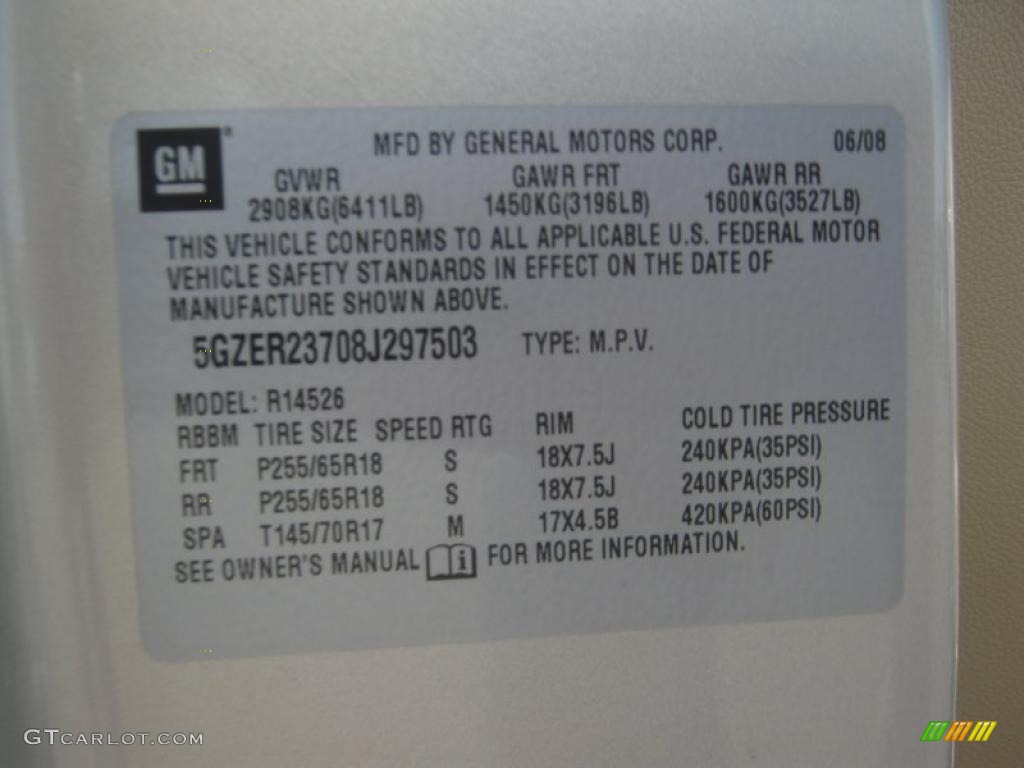 GM® MFD BY GENERAL MOTORS CORP. 06/08
GVWR GAWR FRT GAWR RR
2908KG(6411LB) 1450KG(3196LB) 1600KG(3527LB)
THIS VEHICLE CONFORMS TO ALL APPLICABLE U.S. FEDERAL MOTOR
VEHICLE SAFETY STANDARDS IN EFFECT ON THE DATE OF
MANUFACTURE SHOWN ABOVE.
5GZER23708J297503 TYPE: M.P.V.
MODEL: R14526
RBBM TIRE SIZE SPEED RTG RIM COLD TIRE PRESSURE
FRT P255/65R18 S 18X7.5J 240KPA(35PSI)
RR P255/65R18 S 18X7.5J 240KPA(35PSI)
SPA T145/70R17 M 17X4.5B 420KPA(60PSI)
SEE OWNER'S MANUAL i FOR MORE INFORMATION.
GTCARLOT.COM